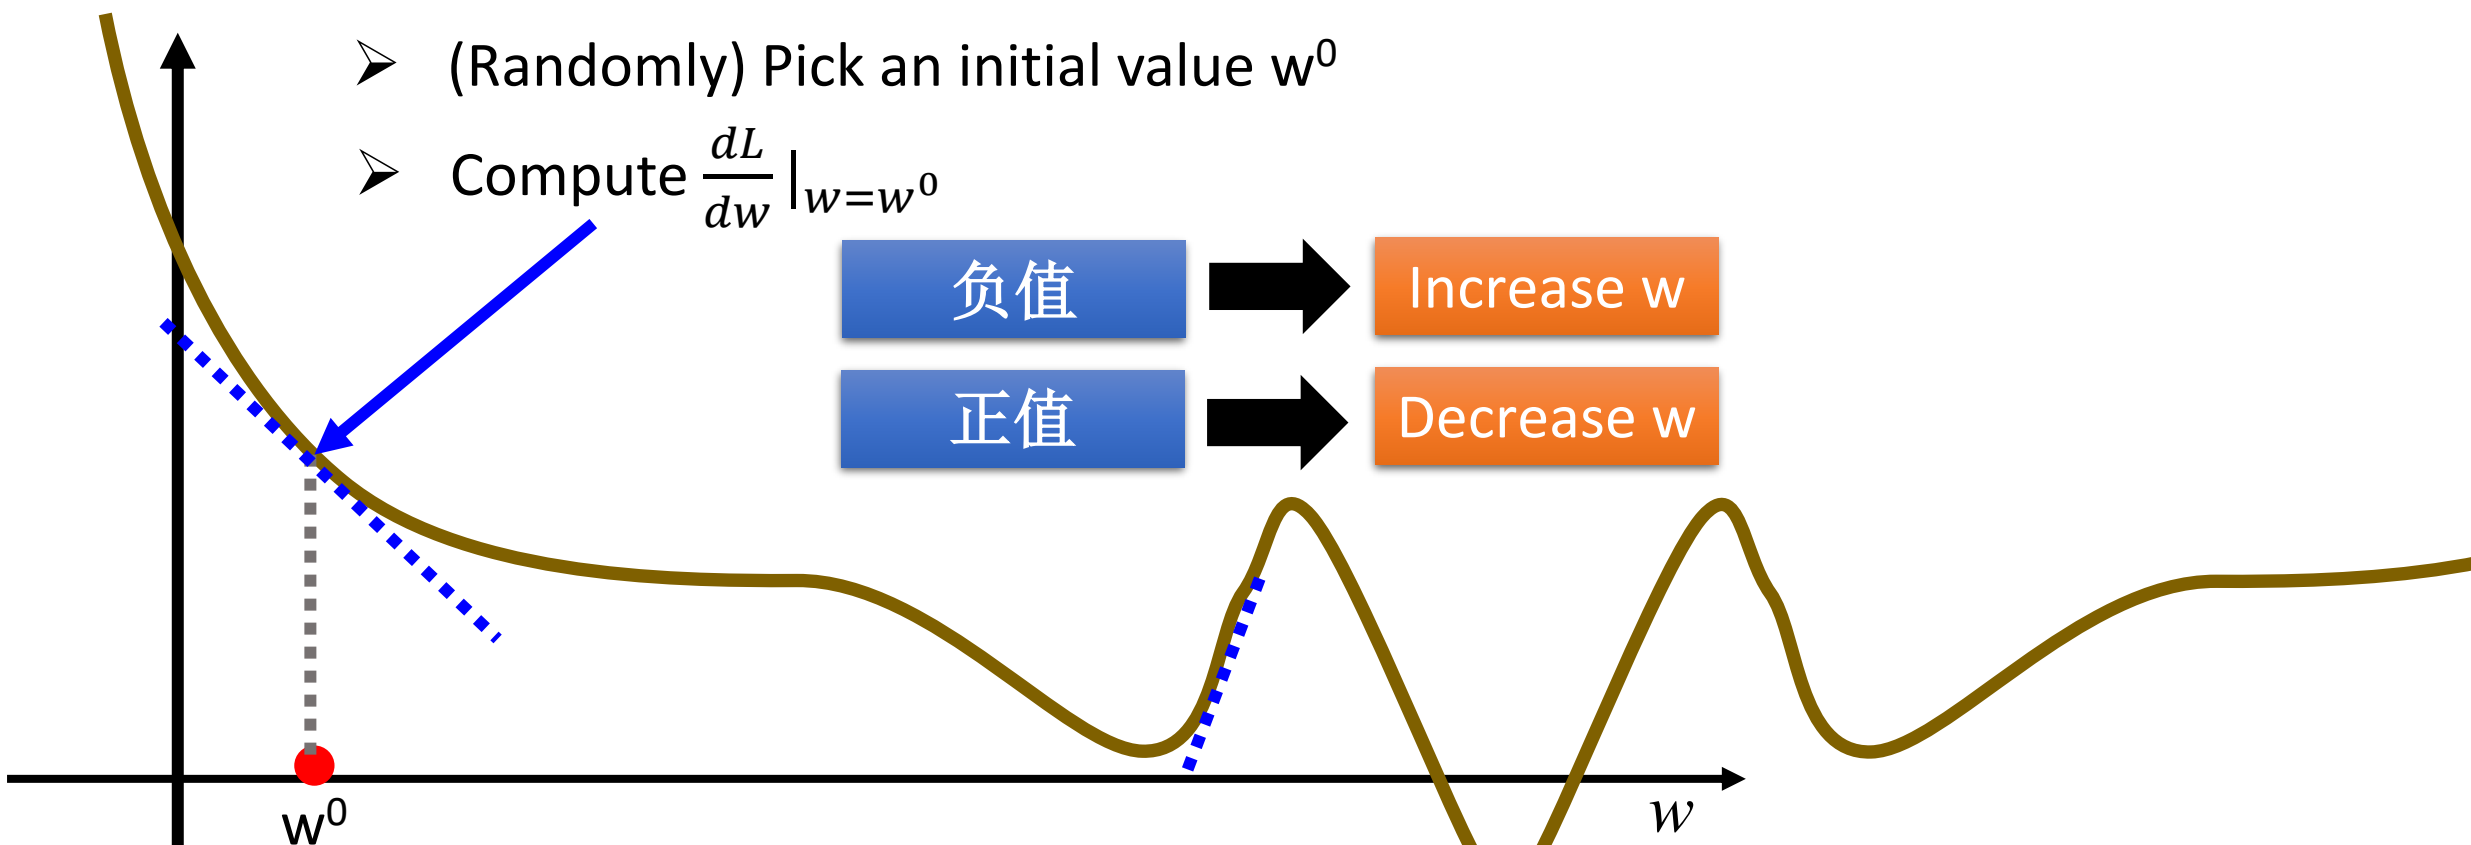 (Randomly) Pick an initial value w⁰
Compute dL/dw |w=w⁰
负值 Increase w
正值 Decrease w
w⁰
w